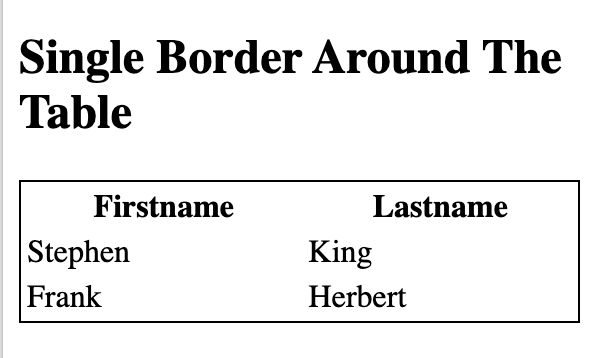 Single Border Around The
Table
Firstname Lastname
Stephen King
Frank Herbert